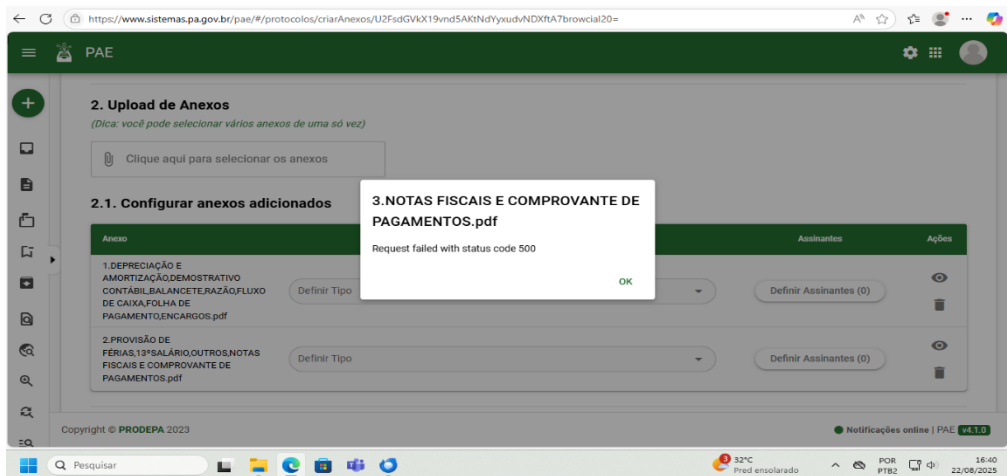 https://www.sistemas.pa.gov.br/pae/#/protocolos/criarAnexos/U2FsdGVkX19vnd5AKtNdYyxudvNDXftA7browcial20=
PAE
2. Upload de Anexos
(Dica: você pode selecionar vários anexos de uma só vez)
Clique aqui para selecionar os anexos
2.1. Configurar anexos adicionados
3.NOTAS FISCAIS E COMPROVANTE DE
PAGAMENTOS.pdf
Request failed with status code 500
OK
Anexo
Assinantes
Ações
1.DEPRECIAÇÃO E
AMORTIZAÇÃO,DEMOSTRATIVO
CONTÁBIL,BALANCETE,RAZÃO,FLUXO
DE CAIXA,FOLHA DE
PAGAMENTO,ENCARGOS.pdf
Definir Tipo
Definir Assinantes (0)
2.PROVISÃO DE
FÉRIAS,13ºSALÁRIO,OUTROS,NOTAS
FISCAIS E COMPROVANTE DE
PAGAMENTOS.pdf
Definir Tipo
Definir Assinantes (0)
Copyright © PRODEPA 2023
Notificações online | PAE v4.1.0
Pesquisar
3
32°C
Pred ensolarado
POR
PTB2
16:40
22/08/2025